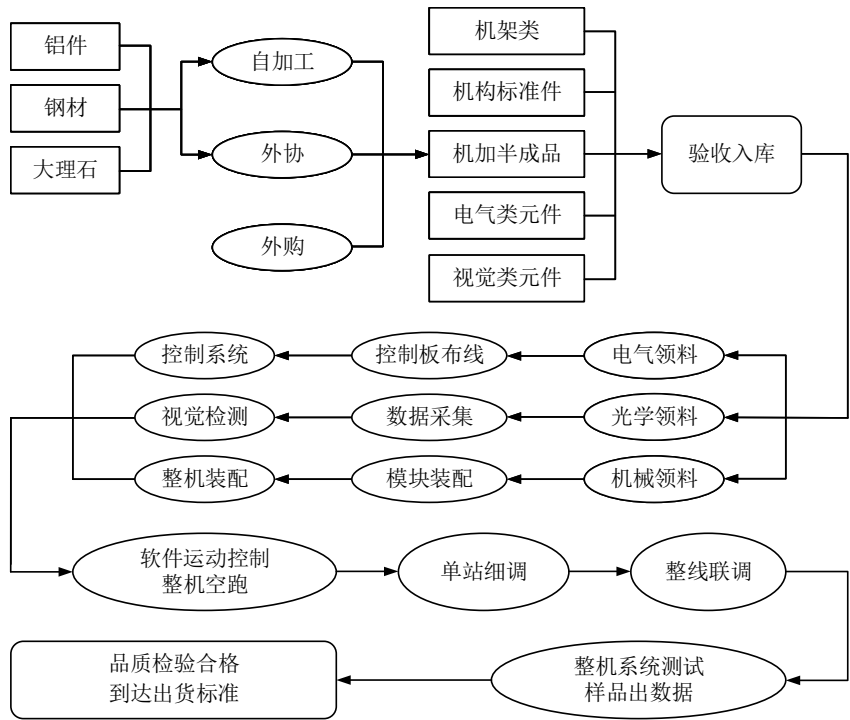 铝件
钢材
大理石
自加工
外协
外购
机架类
机构标准件
机加半成品
电气类元件
视觉类元件
验收入库
控制系统
控制板布线
电气领料
视觉检测
数据采集
光学领料
整机装配
模块装配
机械领料
软件运动控制
整机空跑
单站细调
整线联调
品质检验合格
到达出货标准
整机系统测试
样品出数据